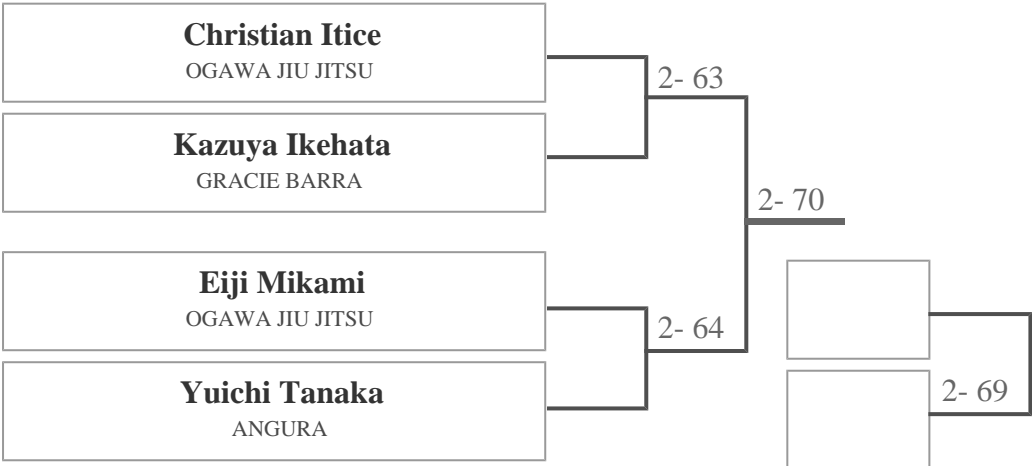 Christian Itice
OGAWA JIU JITSU
2- 63
Kazuya Ikehata
GRACIE BARRA
2- 70
Eiji Mikami
OGAWA JIU JITSU
2- 64
Yuichi Tanaka
ANGURA
2- 69